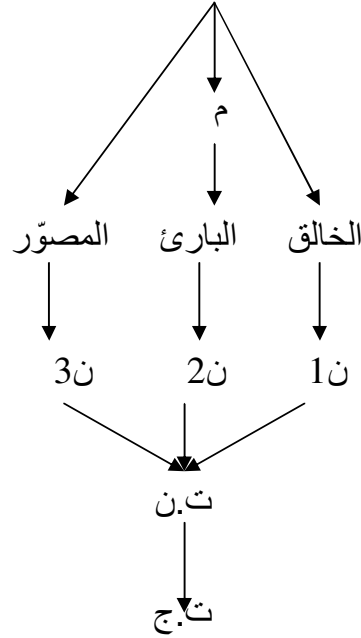 م
الخالق البارئ المصوّر
ن1 ن2 ن3
ت.ن
ت.ج